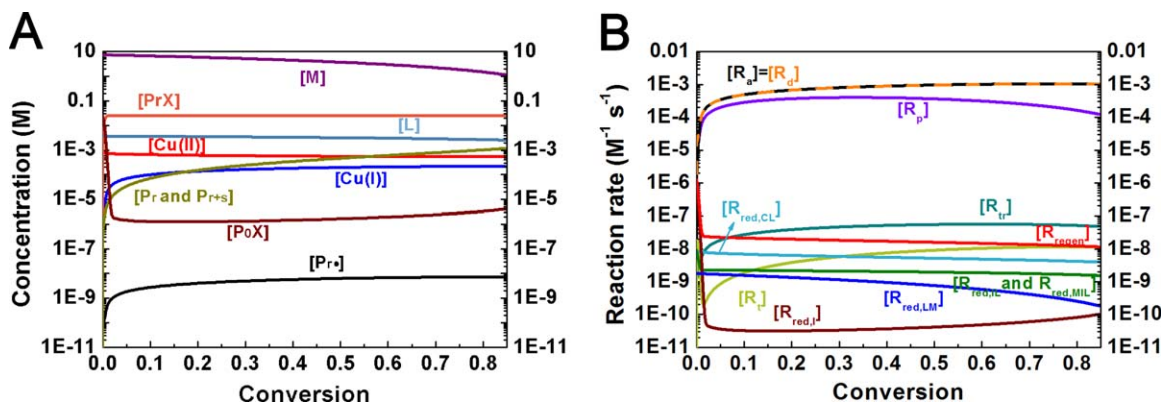 A
Concentration (M)
10
0.1
1E-3
1E-5
1E-7
1E-9
1E-11
[M]
[PrX]
[L]
[Cu(II)]
[Cu(I)]
[Pr and Pr+s]
[P0X]
[Pr•]
10
0.1
1E-3
1E-5
1E-7
1E-9
1E-11
0.0 0.1 0.2 0.3 0.4 0.5 0.6 0.7 0.8
Conversion
B
Reaction rate (M⁻¹ s⁻¹)
0.01
1E-3
1E-4
1E-5
1E-6
1E-7
1E-8
1E-9
1E-10
1E-11
[Ra]=[Rd]
[Rp]
[Rred,CL]
[Rtr]
[Rregen]
[Rt]
[Rred,I]
[Rred,LM]
[Rred,IL and Rred,MIL]
0.01
1E-3
1E-4
1E-5
1E-6
1E-7
1E-8
1E-9
1E-10
1E-11
0.0 0.1 0.2 0.3 0.4 0.5 0.6 0.7 0.8
Conversion